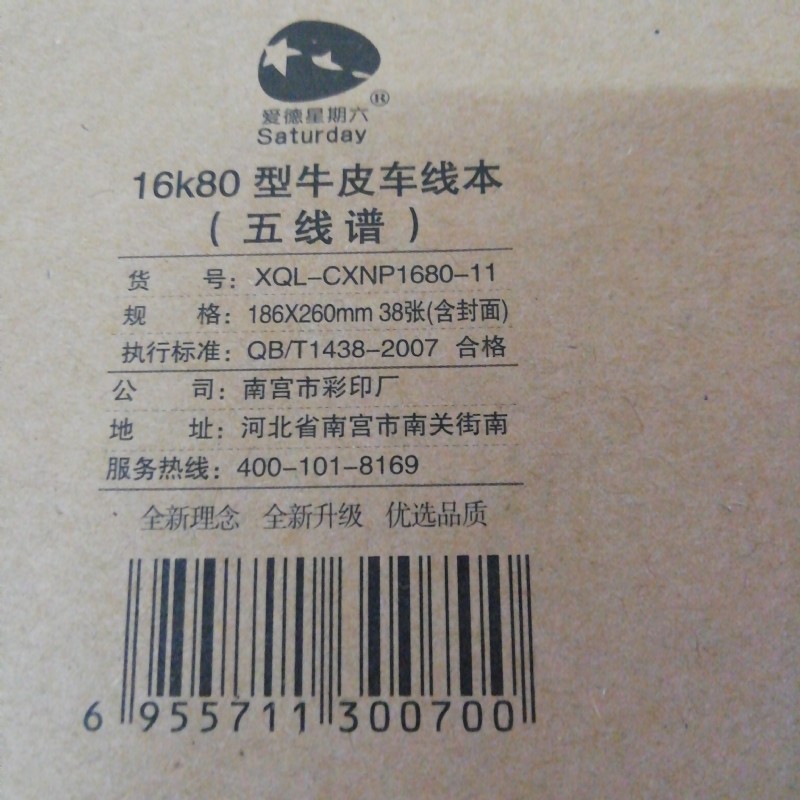 ®
爱德星期六
Saturday
16k80 型牛皮车线本
(五线谱)
货 号: XQL-CXNP1680-11
规 格: 186X260mm 38张(含封面)
执行标准: QB/T1438-2007 合格
公 司: 南宫市彩印厂
地 址: 河北省南宫市南关街南
服务热线: 400-101-8169
全新理念 全新升级 优选品质
6 955711 300700